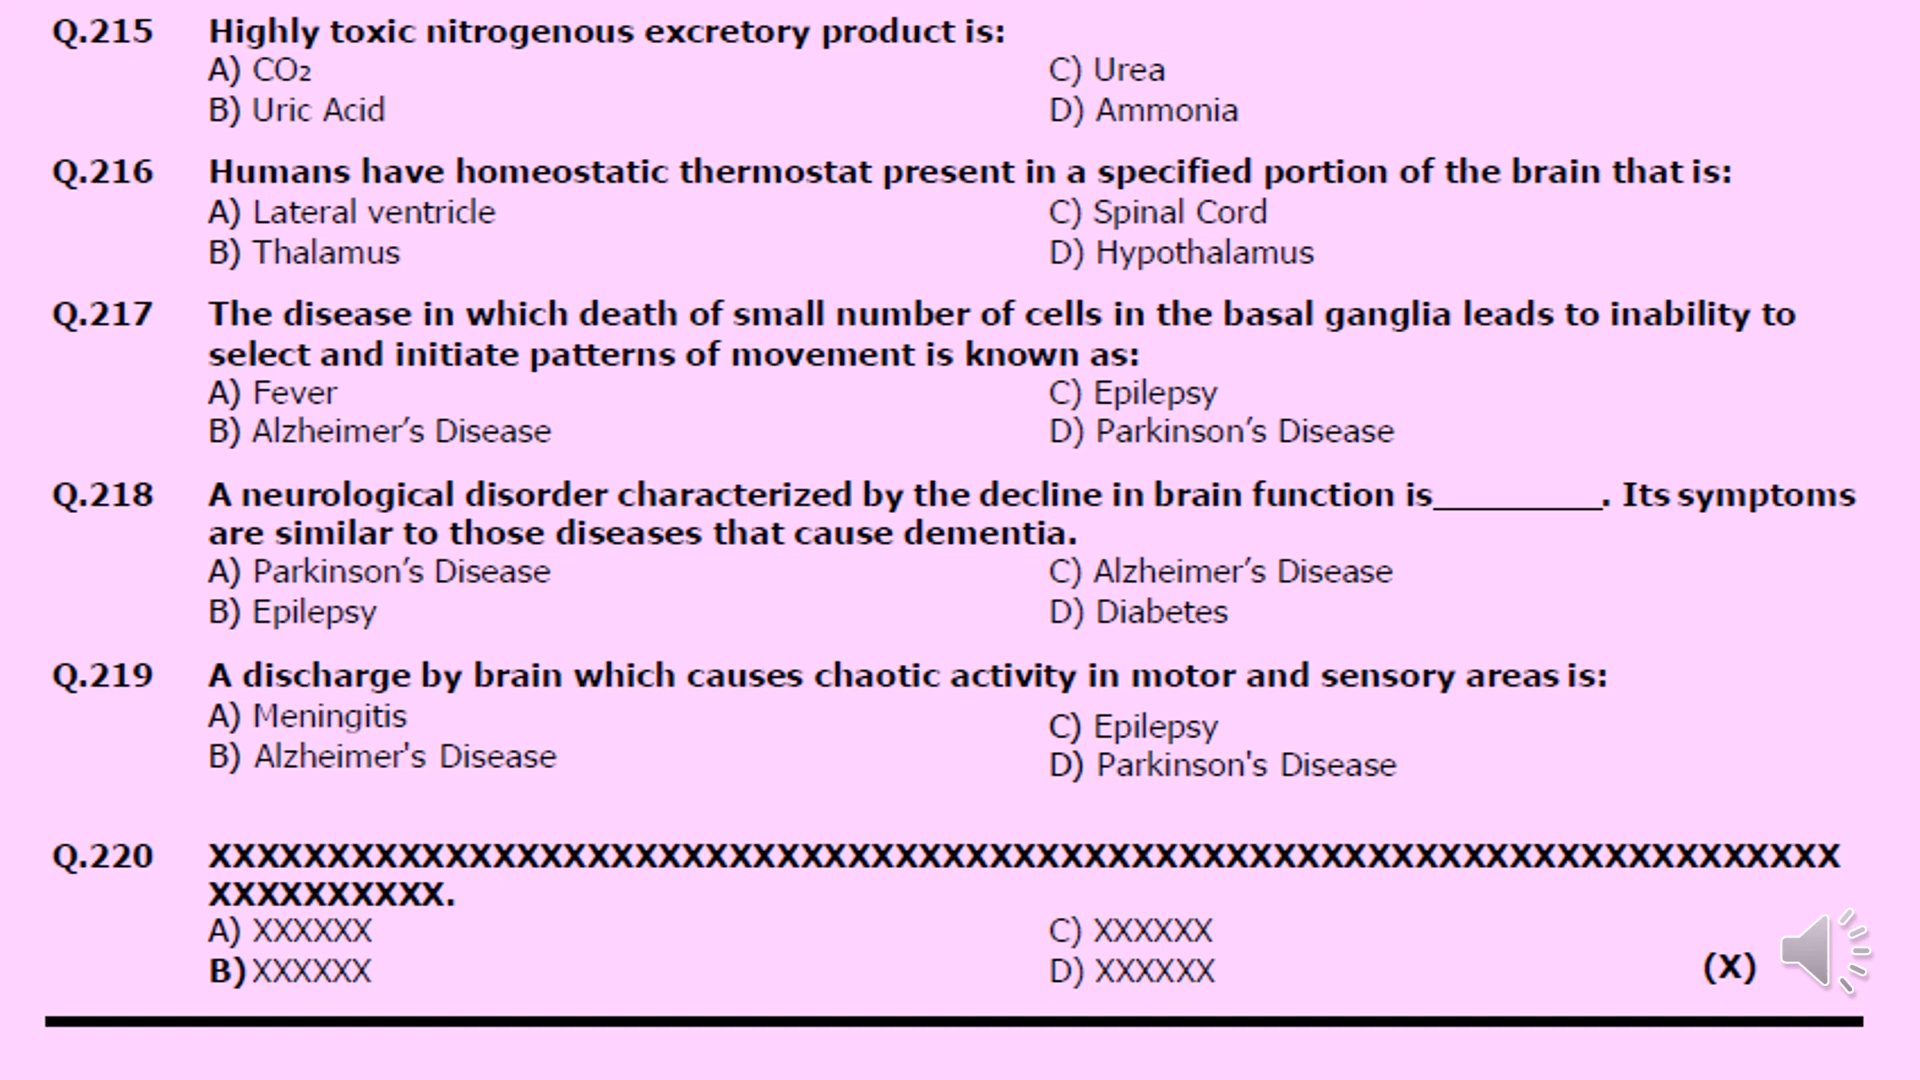 Q.215 Highly toxic nitrogenous excretory product is:
A) CO₂ C) Urea
B) Uric Acid D) Ammonia
Q.216 Humans have homeostatic thermostat present in a specified portion of the brain that is:
A) Lateral ventricle C) Spinal Cord
B) Thalamus D) Hypothalamus
Q.217 The disease in which death of small number of cells in the basal ganglia leads to inability to
select and initiate patterns of movement is known as:
A) Fever C) Epilepsy
B) Alzheimer’s Disease D) Parkinson’s Disease
Q.218 A neurological disorder characterized by the decline in brain function is__________. Its symptoms
are similar to those diseases that cause dementia.
A) Parkinson’s Disease C) Alzheimer’s Disease
B) Epilepsy D) Diabetes
Q.219 A discharge by brain which causes chaotic activity in motor and sensory areas is:
A) Meningitis C) Epilepsy
B) Alzheimer's Disease D) Parkinson's Disease
Q.220 XXXXXXXXXXXXXXXXXXXXXXXXXXXXXXXXXXXXXXXXXXXXXXXXXXXXXXXXXXXXXXXXXXXXX
XXXXXXXXXX.
A) XXXXXX C) XXXXXX
B) XXXXXX D) XXXXXX (X)